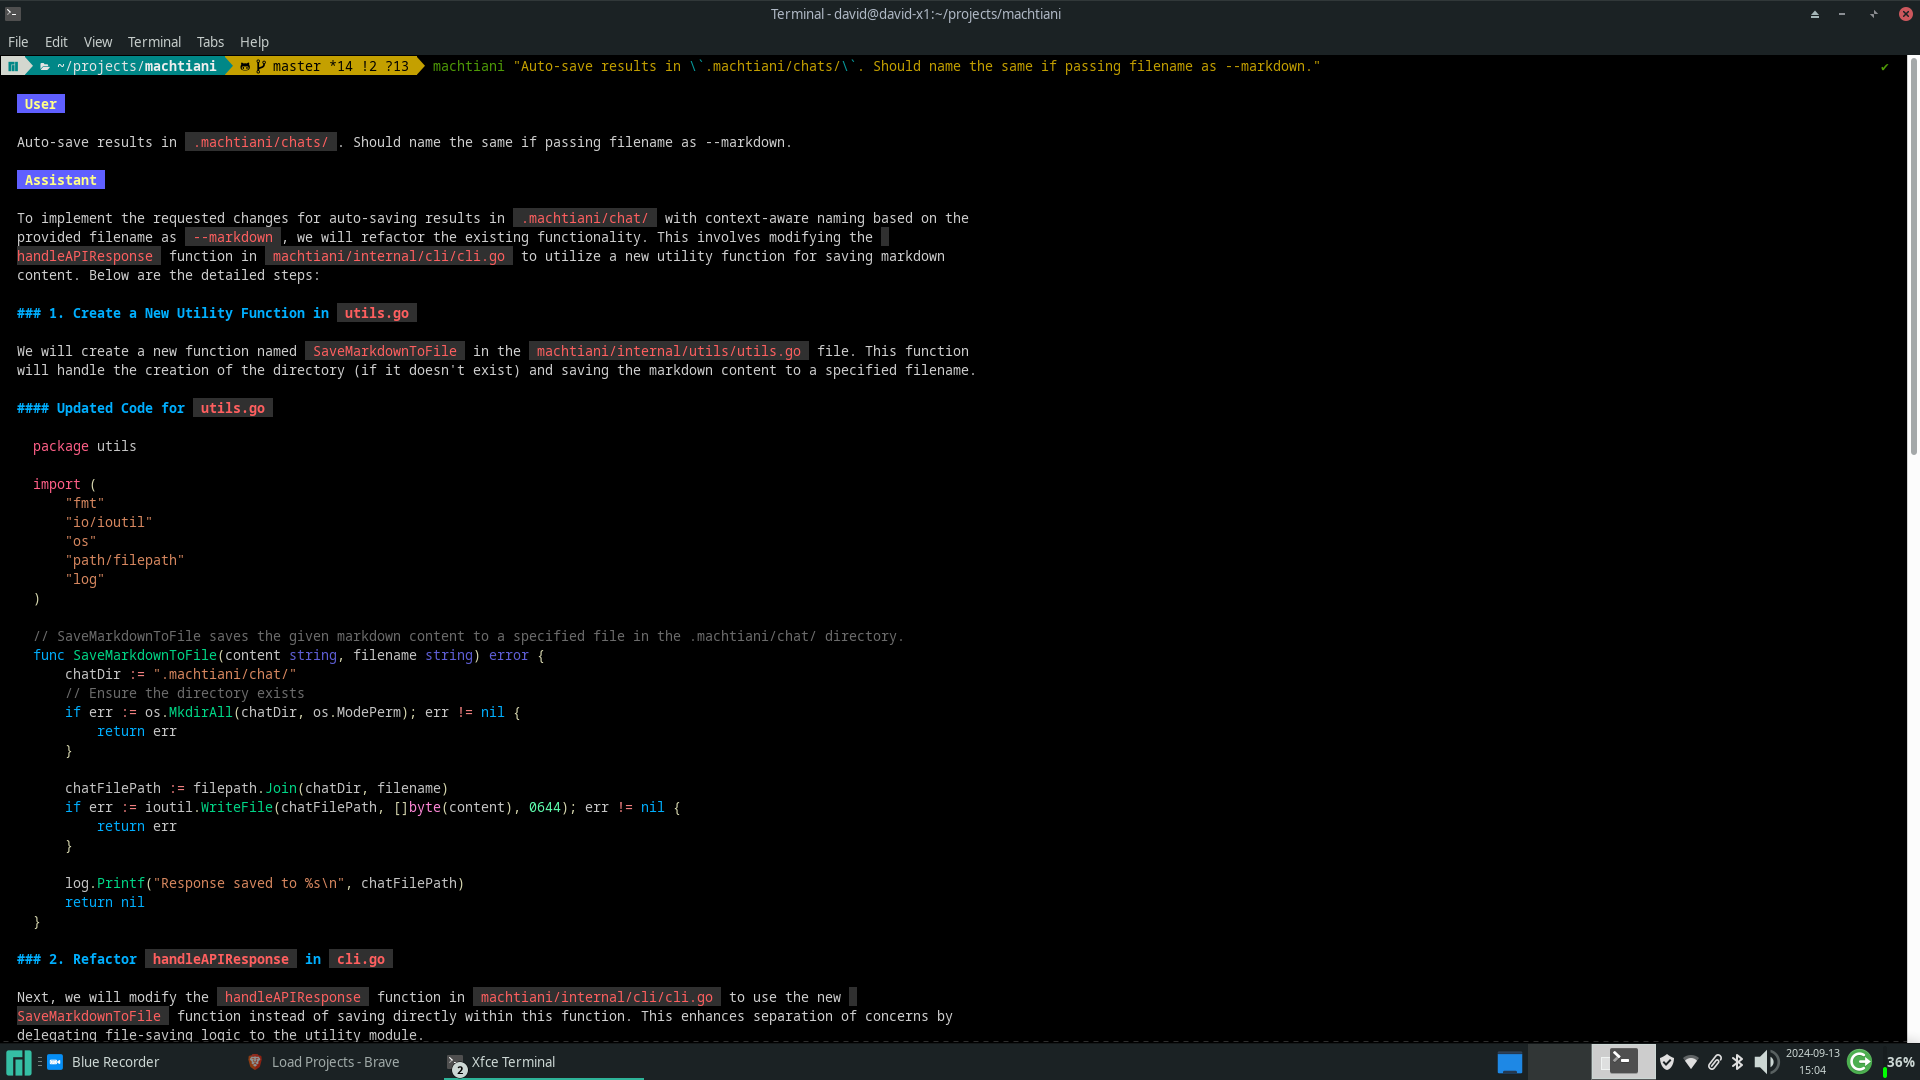 Terminal - david@david-x1:~/projects/machtiani
File Edit View Terminal Tabs Help
~/projects/machtiani master *14 !2 ?13 machtiani "Auto-save results in \`.machtiani/chats/\`. Should name the same if passing filename as --markdown." ✔
User
Auto-save results in .machtiani/chats/ . Should name the same if passing filename as --markdown.
Assistant
To implement the requested changes for auto-saving results in .machtiani/chat/ with context-aware naming based on the
provided filename as --markdown , we will refactor the existing functionality. This involves modifying the
handleAPIResponse function in machtiani/internal/cli/cli.go to utilize a new utility function for saving markdown
content. Below are the detailed steps:
### 1. Create a New Utility Function in utils.go
We will create a new function named SaveMarkdownToFile in the machtiani/internal/utils/utils.go file. This function
will handle the creation of the directory (if it doesn't exist) and saving the markdown content to a specified filename.
#### Updated Code for utils.go
package utils
import (
"fmt"
"io/ioutil"
"os"
"path/filepath"
"log"
)
// SaveMarkdownToFile saves the given markdown content to a specified file in the .machtiani/chat/ directory.
func SaveMarkdownToFile(content string, filename string) error {
chatDir := ".machtiani/chat/"
// Ensure the directory exists
if err := os.MkdirAll(chatDir, os.ModePerm); err != nil {
return err
}
chatFilePath := filepath.Join(chatDir, filename)
if err := ioutil.WriteFile(chatFilePath, []byte(content), 0644); err != nil {
return err
}
log.Printf("Response saved to %s\n", chatFilePath)
return nil
}
### 2. Refactor handleAPIResponse in cli.go
Next, we will modify the handleAPIResponse function in machtiani/internal/cli/cli.go to use the new
SaveMarkdownToFile function instead of saving directly within this function. This enhances separation of concerns by
delegating file-saving logic to the utility module.
Blue Recorder Load Projects - Brave 2 Xfce Terminal 2024-09-13 36%
15:04